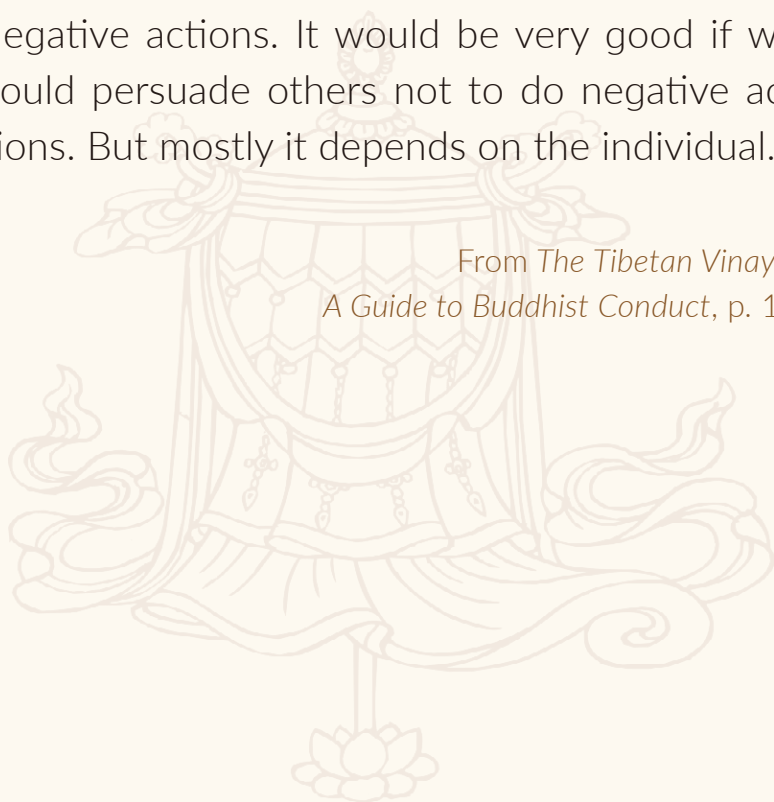 egative actions. It would be very good if w
ould persuade others not to do negative ac
ions. But mostly it depends on the individual.
From The Tibetan Vinay
A Guide to Buddhist Conduct, p. 1